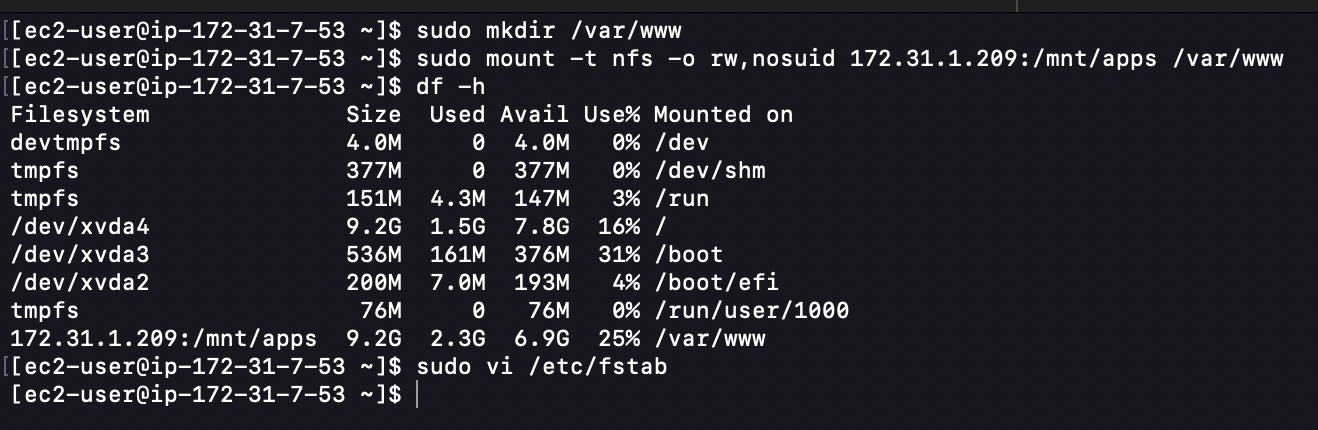 [[ec2-user@ip-172-31-7-53 ~]$ sudo mkdir /var/www
[[ec2-user@ip-172-31-7-53 ~]$ sudo mount -t nfs -o rw,nosuid 172.31.1.209:/mnt/apps /var/www
[[ec2-user@ip-172-31-7-53 ~]$ df -h
Filesystem                Size  Used Avail Use% Mounted on
devtmpfs                  4.0M     0  4.0M   0% /dev
tmpfs                     377M     0  377M   0% /dev/shm
tmpfs                     151M  4.3M  147M   3% /run
/dev/xvda4                9.2G  1.5G  7.8G  16% /
/dev/xvda3                536M  161M  376M  31% /boot
/dev/xvda2                200M  7.0M  193M   4% /boot/efi
tmpfs                      76M     0   76M   0% /run/user/1000
172.31.1.209:/mnt/apps  9.2G  2.3G  6.9G  25% /var/www
[[ec2-user@ip-172-31-7-53 ~]$ sudo vi /etc/fstab
[ec2-user@ip-172-31-7-53 ~]$